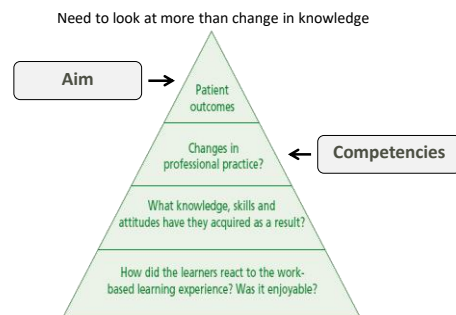 Need to look at more than change in knowledge
Aim
Patient
outcomes
Changes in
professional practice?
Competencies
What knowledge, skills and
attitudes have they acquired as a result?
How did the learners react to the work-
based learning experience? Was it enjoyable?